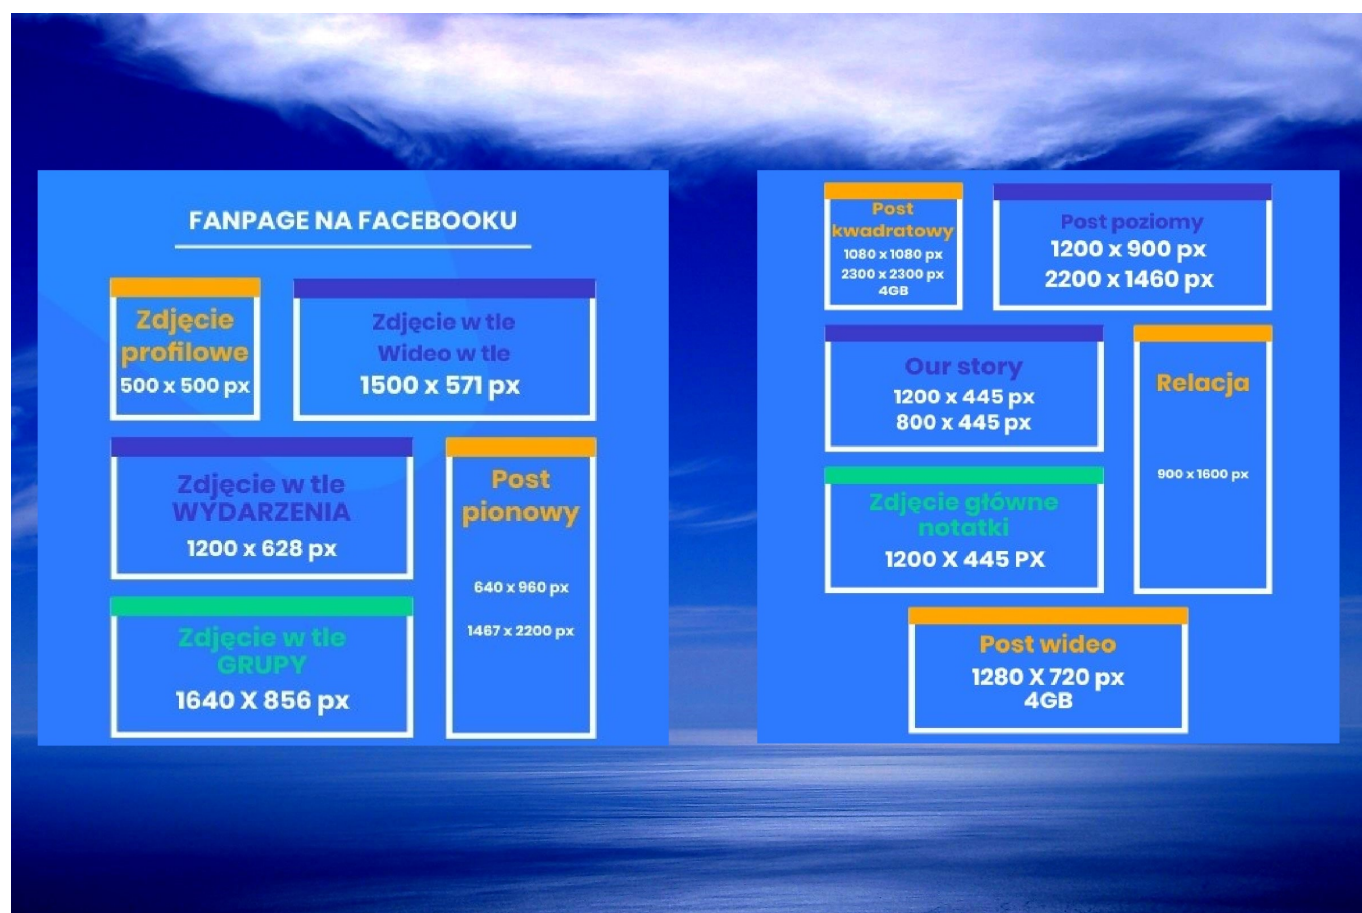 FANPAGE NA FACEBOOKU
Zdjęcie
profilowe
500 x 500 px
Zdjęcie w tle
Wideo w tle
1500 x 571 px
Zdjęcie w tle
WYDARZENIA
1200 x 628 px
Post
pionowy
640 x 960 px
1467 x 2200 px
Zdjęcie w tle
GRUPY
1640 X 856 px
Post
kwadratowy
1080 x 1080 px
2300 x 2300 px
4GB
Post poziomy
1200 x 900 px
2200 x 1460 px
Our story
1200 x 445 px
800 x 445 px
Relacja
900 x 1600 px
Zdjęcie główne
notatki
1200 X 445 PX
Post wideo
1280 X 720 px
4GB